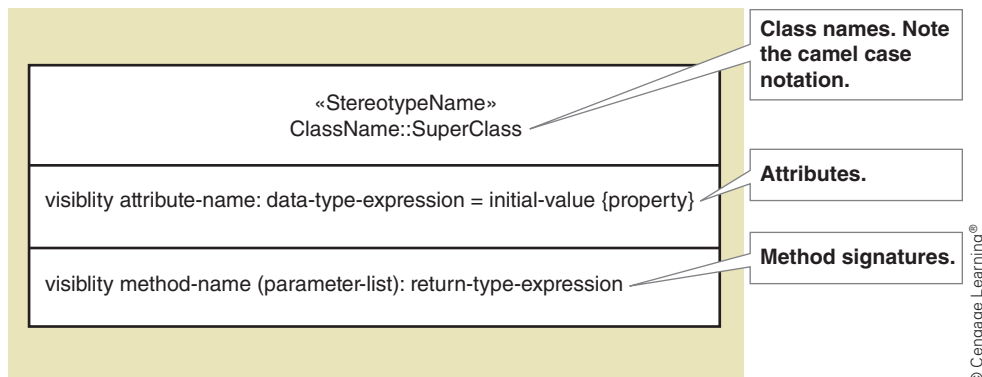 Class names. Note
the camel case
notation.
«StereotypeName»
ClassName::SuperClass
visiblity attribute-name: data-type-expression = initial-value {property}
Attributes.
visiblity method-name (parameter-list): return-type-expression
Method signatures.
© Cengage Learning®